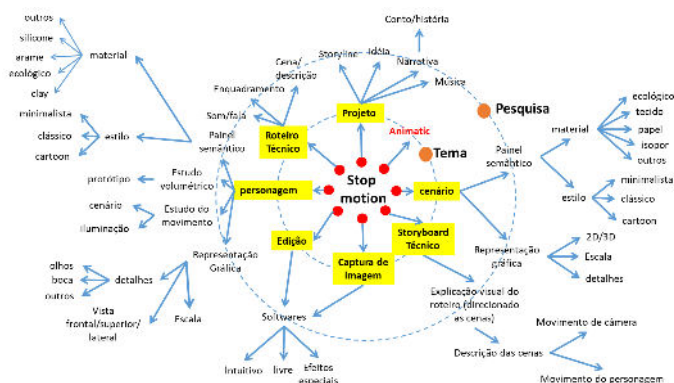 Conto/história
outros
silicone
arame
ecológico
clay
material
Cena/
descrição
Storyline
Idéia
Narrativa
Música
Enquadramento
Som/fala
Projeto
Pesquisa
minimalista
clássico
cartoon
estilo
Painel
semântico
Roteiro
Técnico
Animatic
Tema
Painel
semântico
material
ecológico
tecido
papel
isopor
outros
protótipo
Estudo
volumétrico
personagem
Stop
motion
cenário
estilo
minimalista
clássico
cartoon
cenário
iluminação
Estudo do
movimento
Edição
Storyboard
Técnico
Captura de
Imagem
Representação
Gráfica
Representação
gráfica
2D/3D
Escala
detalhes
olhos
boca
outros
detalhes
Vista
frontal/superior/
lateral
Escala
Softwares
Explicação visual do
roteiro (direcionado
as cenas)
Intuitivo
livre
Efeitos
especiais
Descrição das cenas
Movimento de câmera
Movimento do personagem